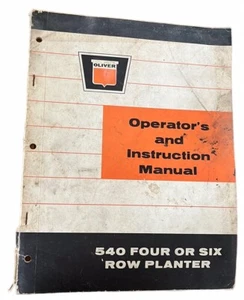 OLIVER
Operator's
and
Instruction
Manual
540 FOUR OR SIX
ROW PLANTER